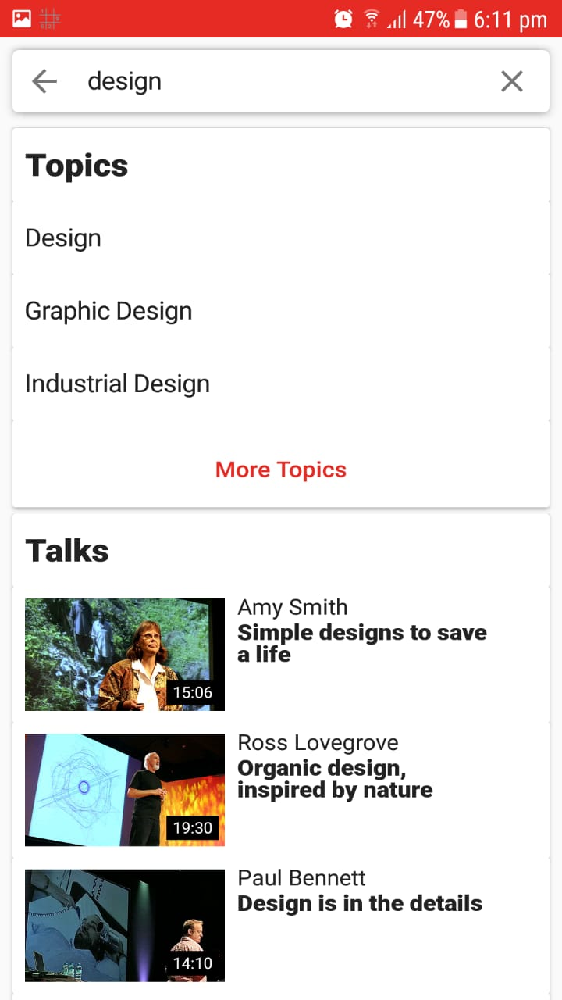 47% 6:11 pm
design
Topics
Design
Graphic Design
Industrial Design
More Topics
Talks
Amy Smith
Simple designs to save
a life
15:06
Ross Lovegrove
Organic design,
inspired by nature
19:30
Paul Bennett
Design is in the details
14:10